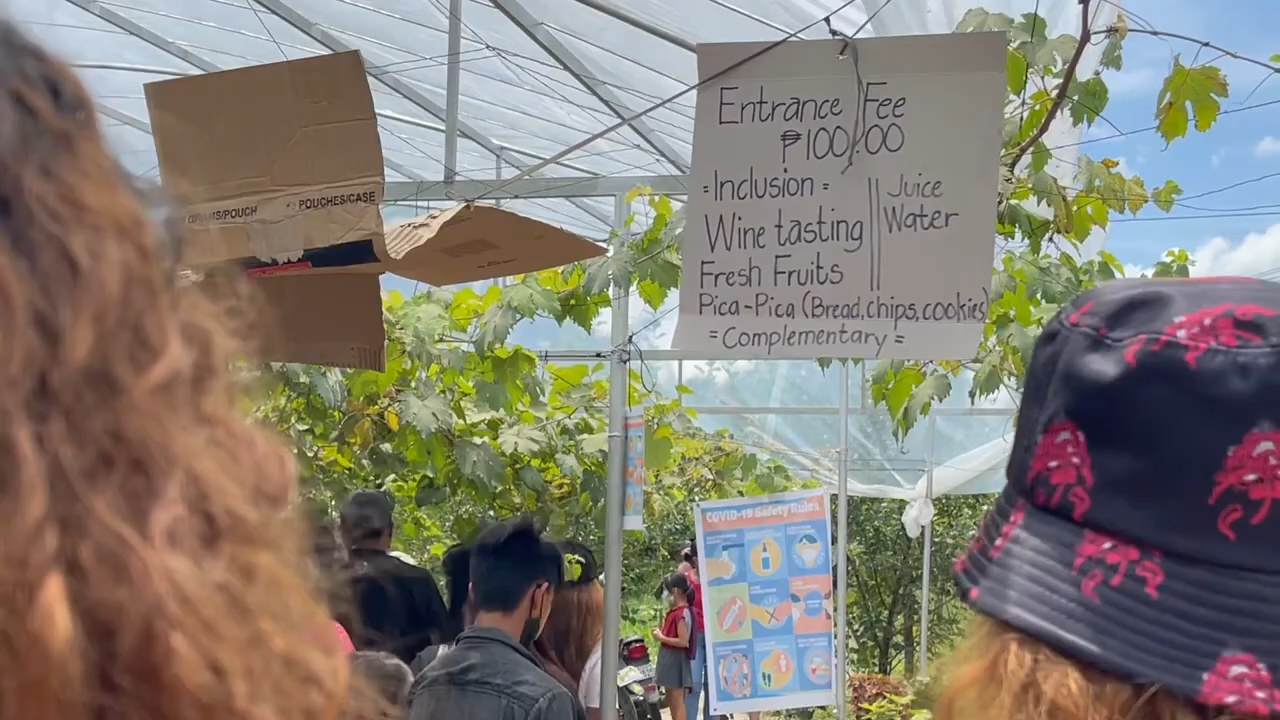 Entrance Fee
₱100.00
=Inclusion=
Wine tasting
Fresh Fruits
Juice
Water
Pica-Pica (Bread, chips, cookies)
=Complementary=
/POUCH
POUCHES/CASE
COVID-19 Safety Rules